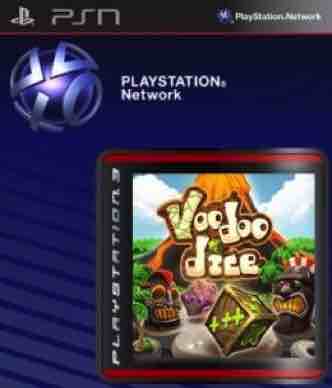 PSN
PlayStation.Network
PLAYSTATION®
Network
PLAYSTATION 3
Voodoo
dice